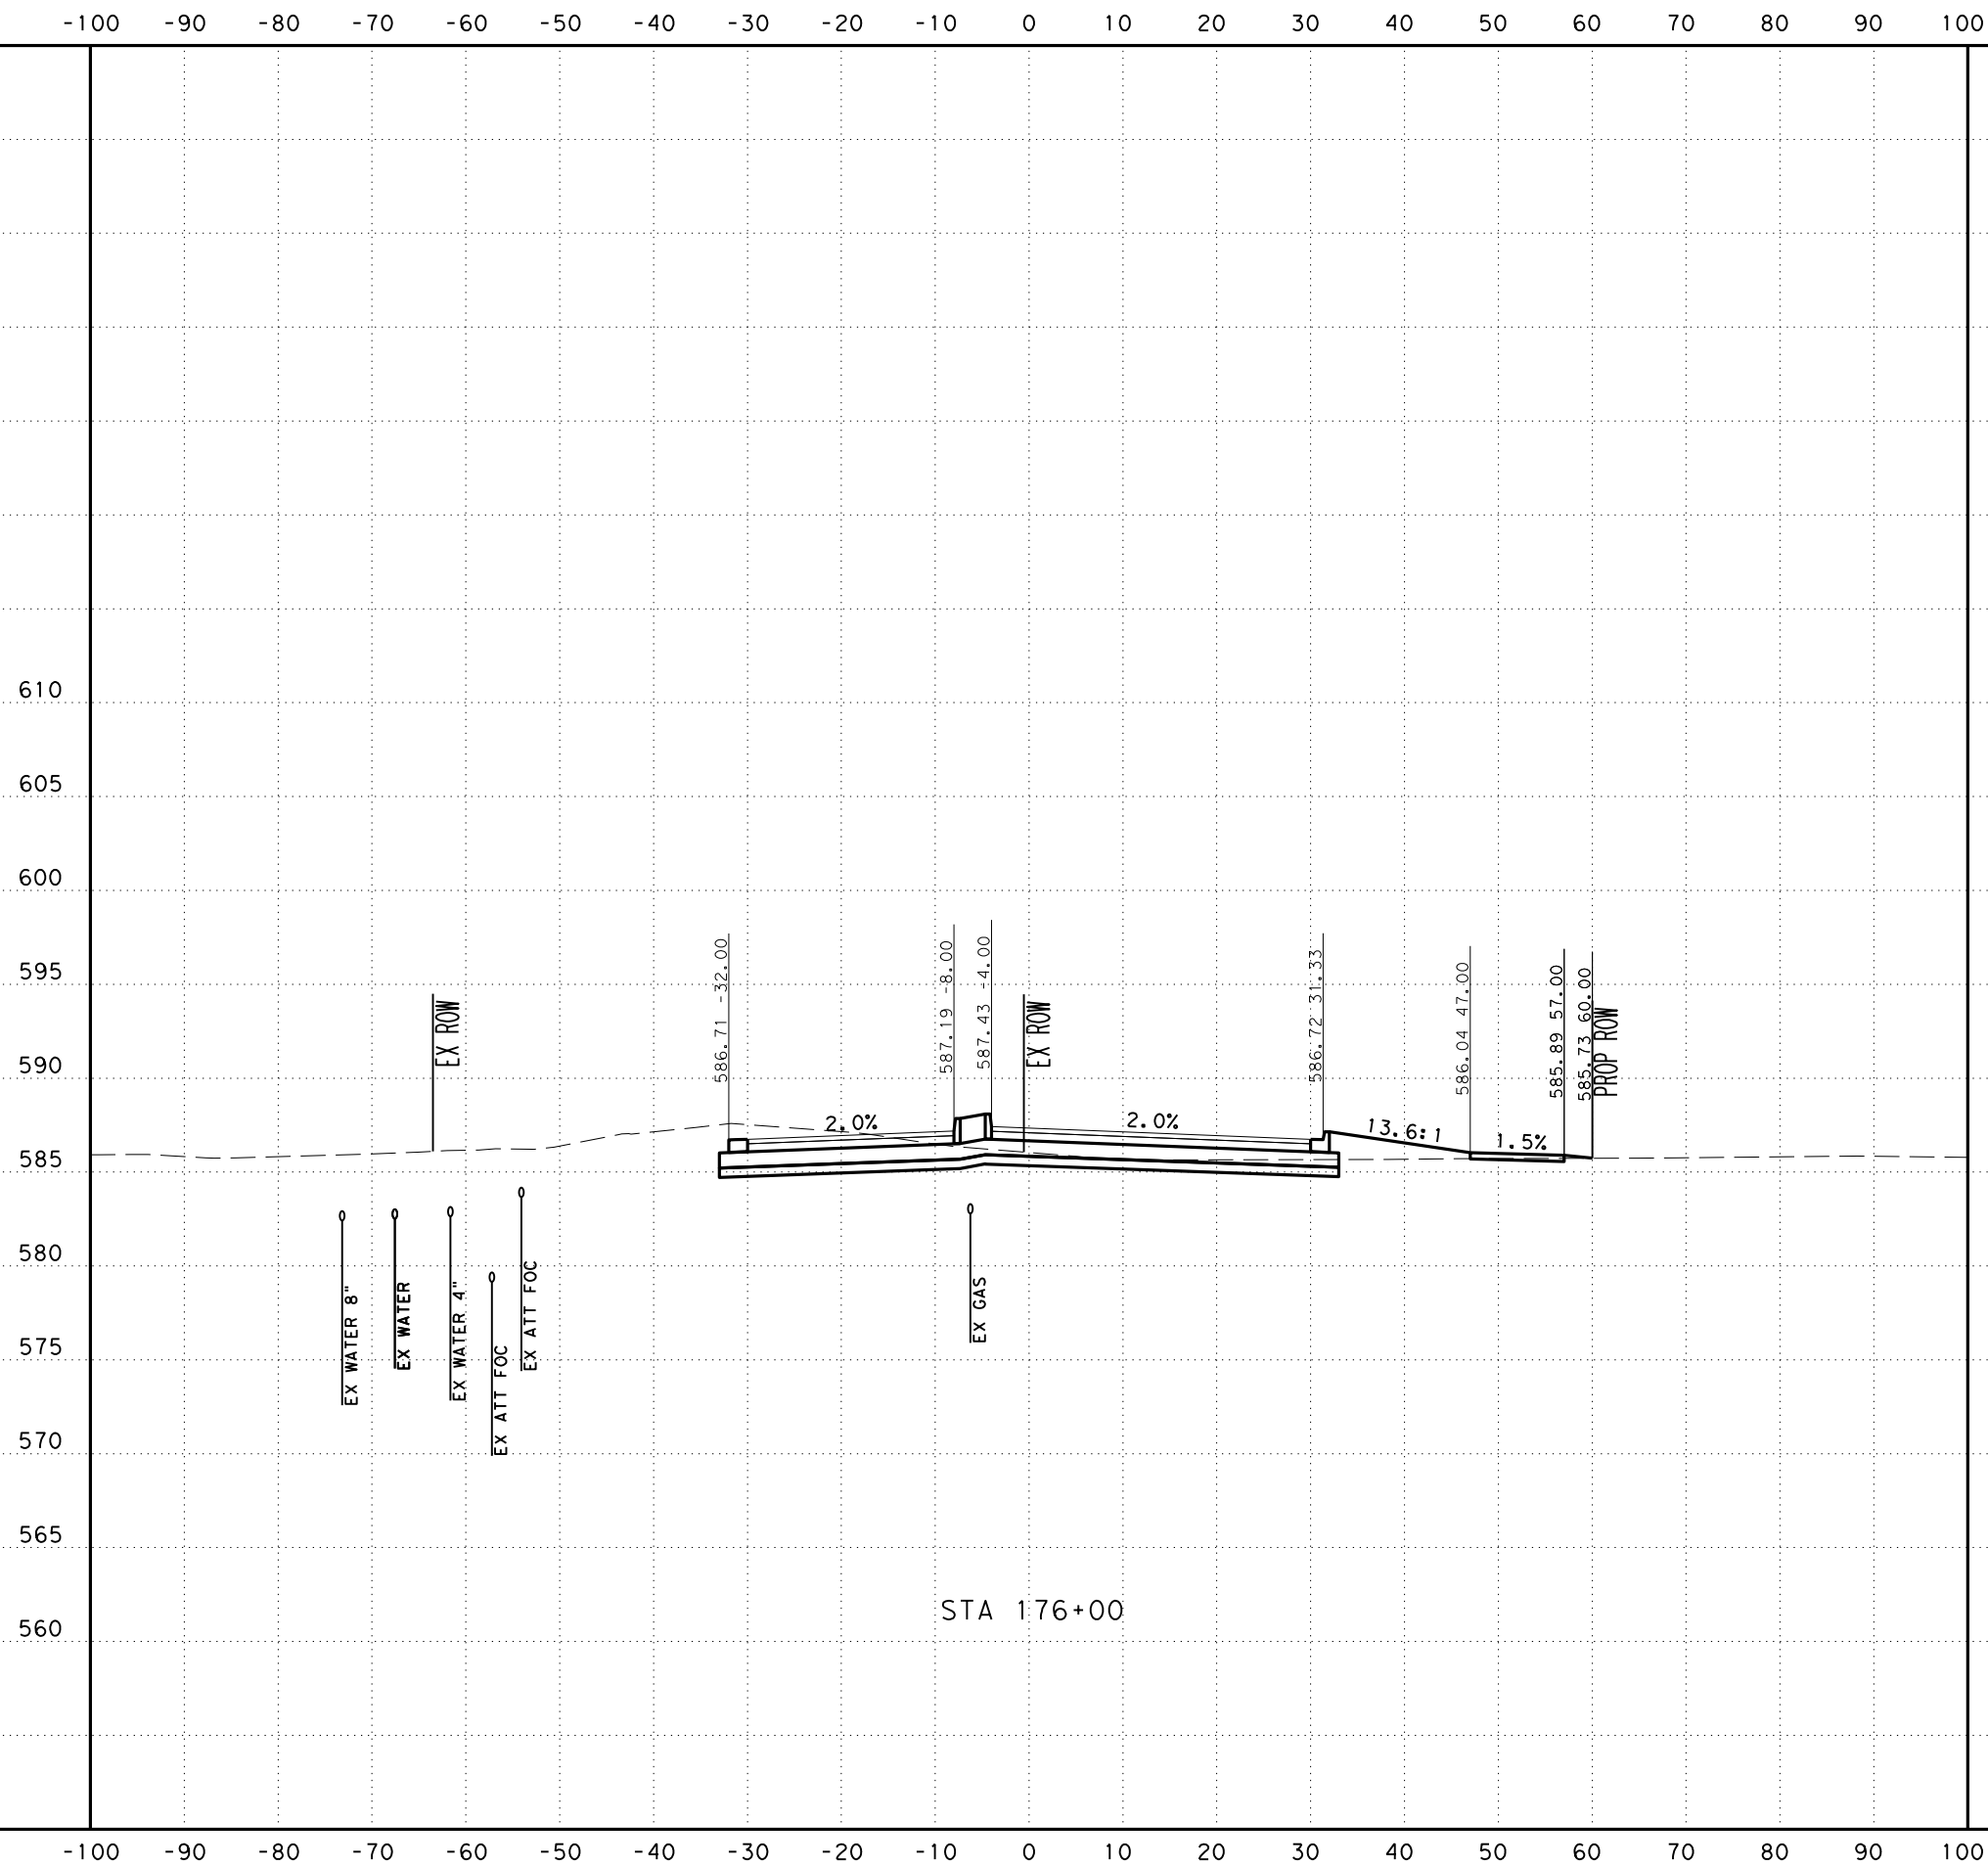 -100 -90 -80 -70 -60 -50 -40 -30 -20 -10 0 10 20 30 40 50 60 70 80 90 100
610
605
600
595
590
585
580
575
570
565
560
EX ROW
586.71 -32.00
587.19 -8.00
587.43 -4.00
EX ROW
586.72 31.33
586.04 47.00
585.89 57.00
585.73 60.00
PROP ROW
2.0%
2.0%
13.6:1
1.5%
EX WATER 8"
EX WATER
EX WATER 4"
EX ATT FOC
EX ATT FOC
EX GAS
STA 176+00
-100 -90 -80 -70 -60 -50 -40 -30 -20 -10 0 10 20 30 40 50 60 70 80 90 100